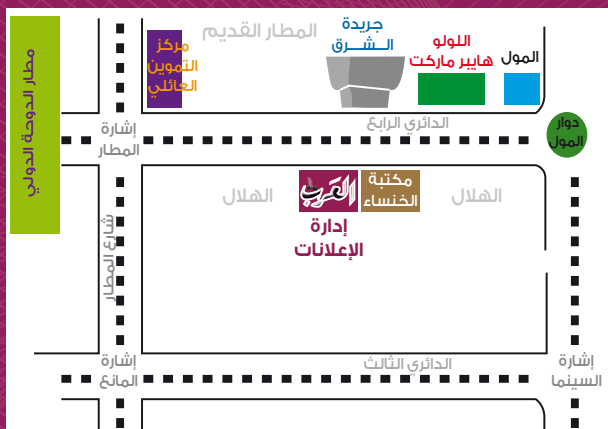 جريدة
الــشـــرق
المطار القديم
مركز
التموين
العائلي
اللولو
هايبر ماركت
المول
مطار الدوحة الدولي
الدائري الرابع
إشارة
المطار
دوار
المول
مكتبة
الخنساء
العرب
الهلال
الهلال
إدارة
الإعلانات
شارع المطار
الدائري الثالث
إشارة
المانع
إشارة
السينما